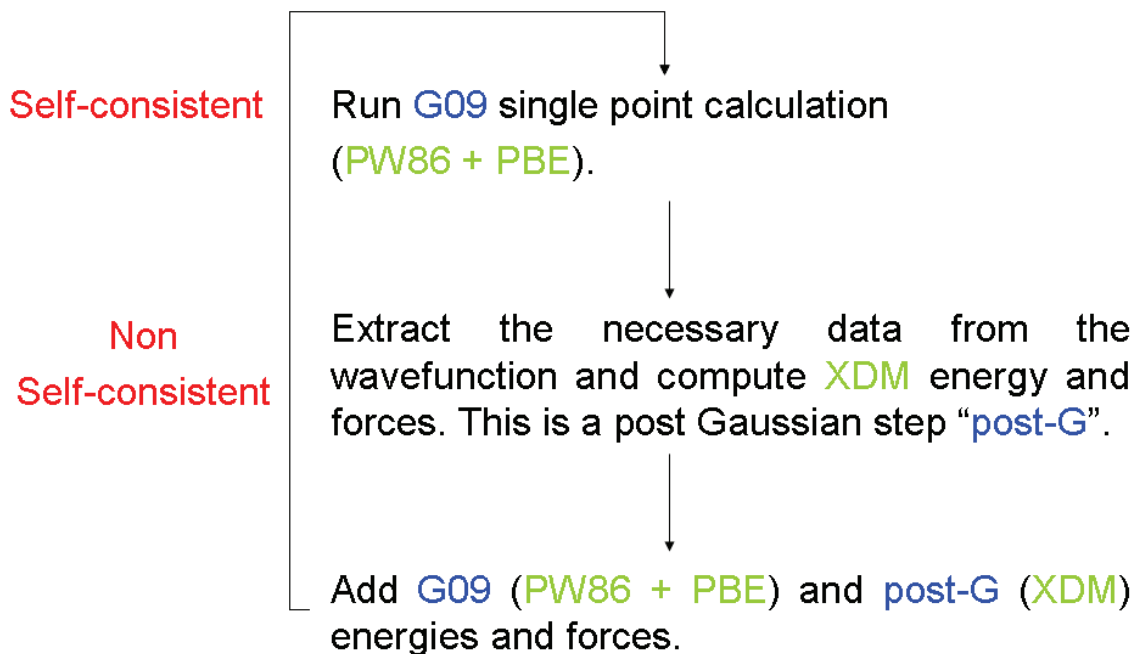 Self-consistent
Run G09 single point calculation
(PW86 + PBE).
Non
Self-consistent
Extract the necessary data from the
wavefunction and compute XDM energy and
forces. This is a post Gaussian step “post-G”.
Add G09 (PW86 + PBE) and post-G (XDM)
energies and forces.